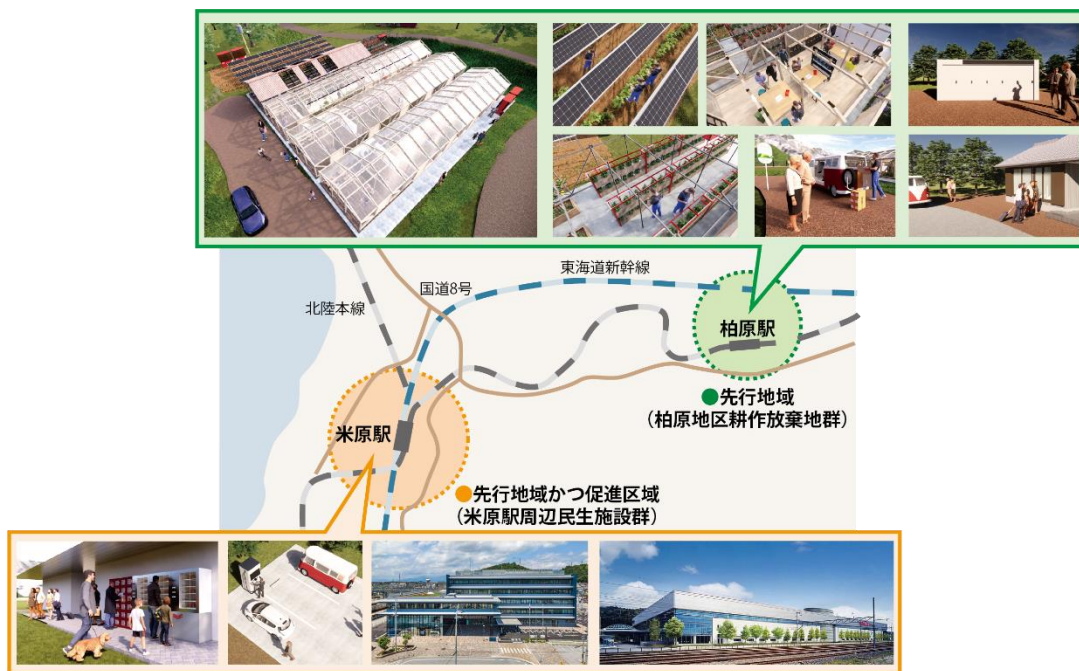 東海道新幹線
国道8号
北陸本線
柏原駅
●先行地域
(柏原地区耕作放棄地群)
米原駅
●先行地域かつ促進区域
(米原駅周辺民生施設群)